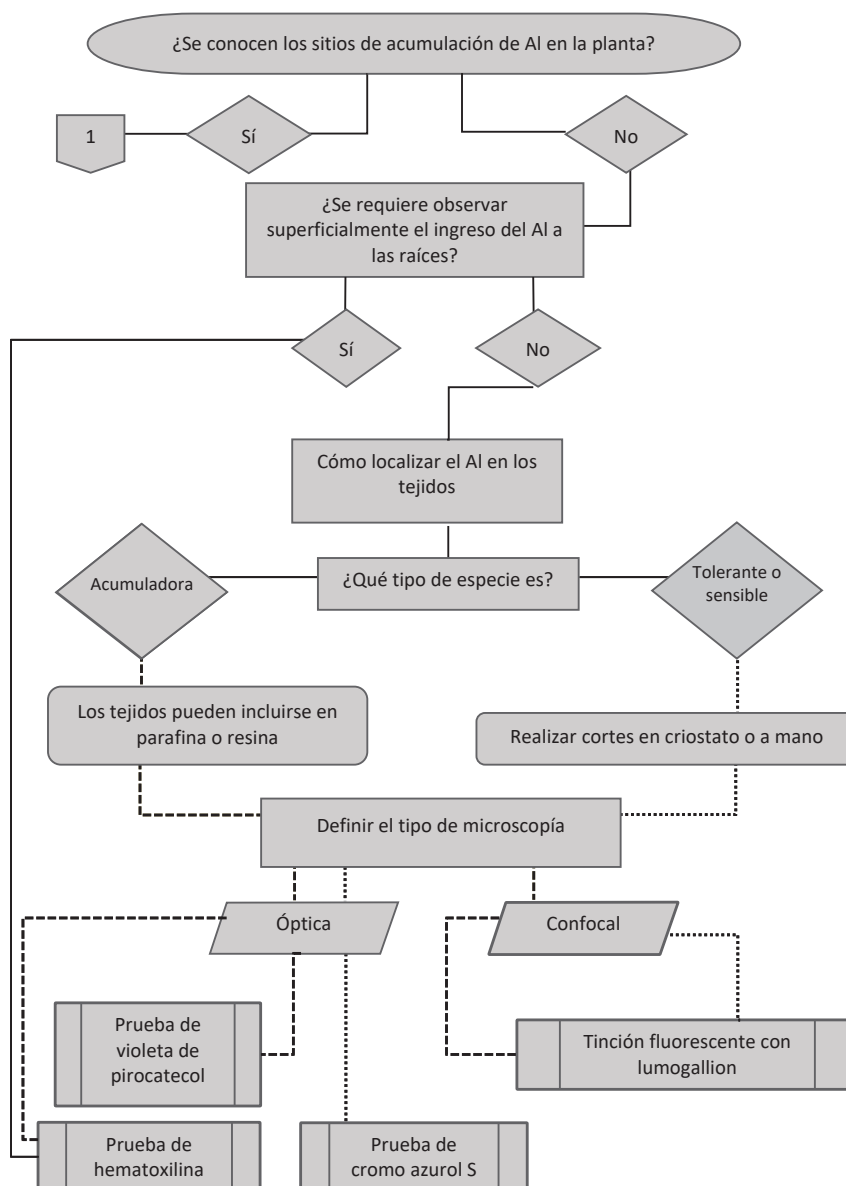 ¿Se conocen los sitios de acumulación de Al en la planta?
1
Sí
No
¿Se requiere observar
superficialmente el ingreso del Al a
las raíces?
Sí
No
Cómo localizar el Al en los
tejidos
Acumuladora
¿Qué tipo de especie es?
Tolerante o
sensible
Los tejidos pueden incluirse en
parafina o resina
Realizar cortes en criostato o a mano
Definir el tipo de microscopía
Óptica
Confocal
Prueba de
violeta de
pirocatecol
Tinción fluorescente con
lumogallion
Prueba de
hematoxilina
Prueba de
cromo azurol S